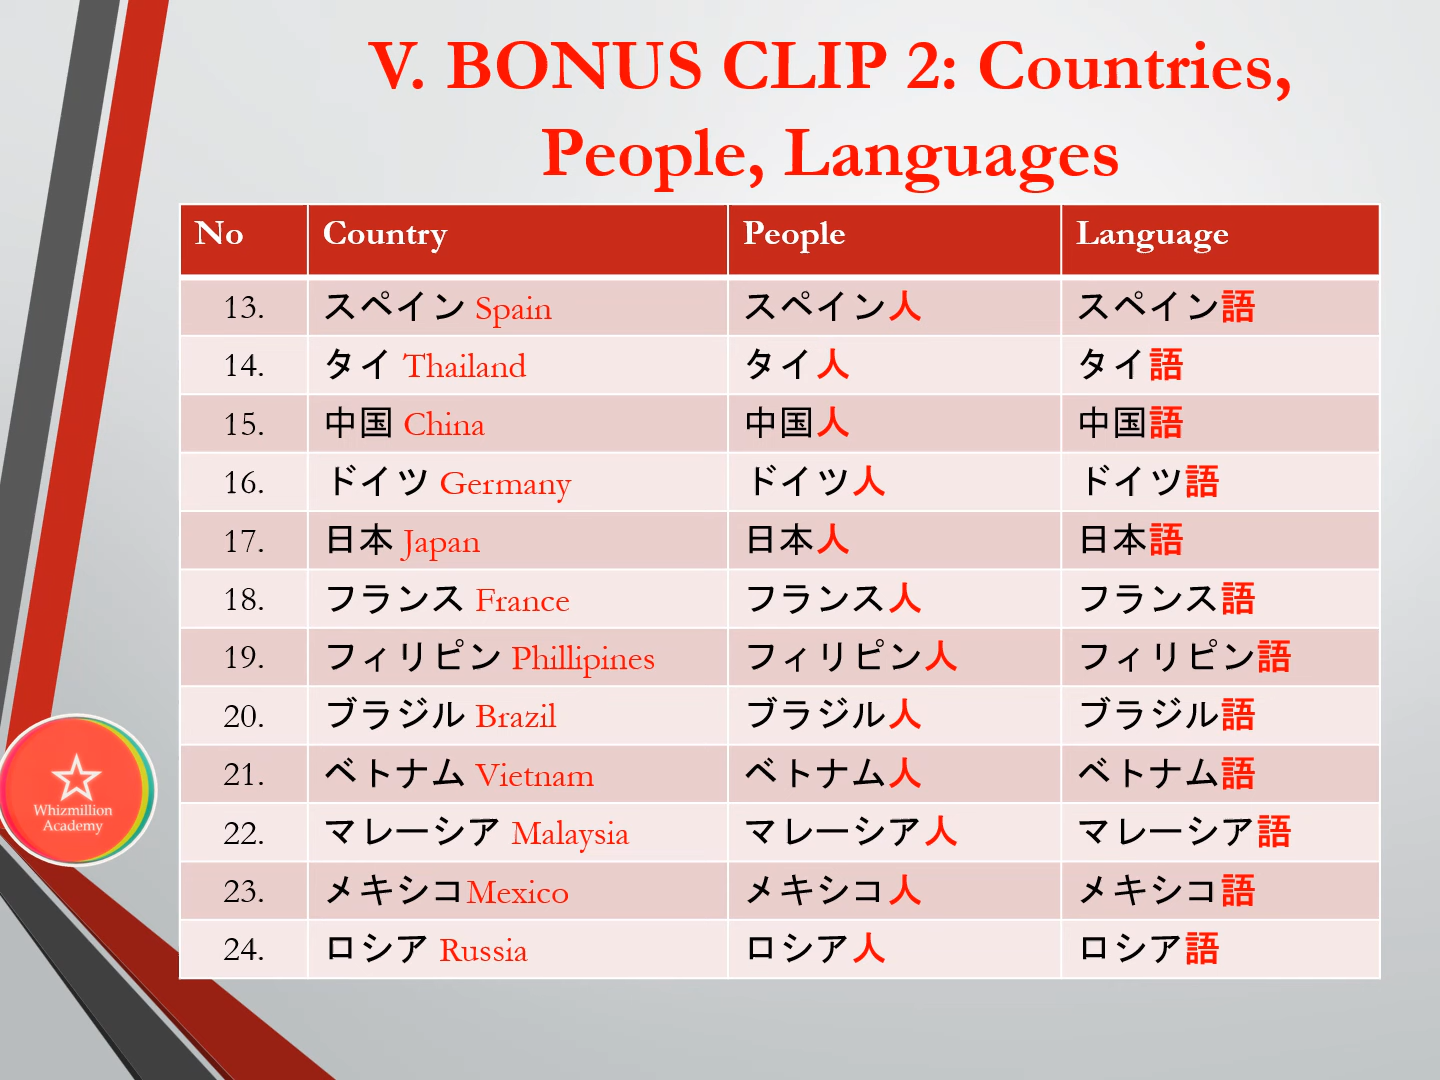 V. BONUS CLIP 2: Countries,
People, Languages
No Country People Language
13. スペイン Spain スペイン人 スペイン語
14. タイ Thailand タイ人 タイ語
15. 中国 China 中国人 中国語
16. ドイツ Germany ドイツ人 ドイツ語
17. 日本 Japan 日本人 日本語
18. フランス France フランス人 フランス語
19. フィリピン Phillipines フィリピン人 フィリピン語
20. ブラジル Brazil ブラジル人 ブラジル語
21. ベトナム Vietnam ベトナム人 ベトナム語
22. マレーシア Malaysia マレーシア人 マレーシア語
23. メキシコMexico メキシコ人 メキシコ語
24. ロシア Russia ロシア人 ロシア語
Whizmillion
Academy